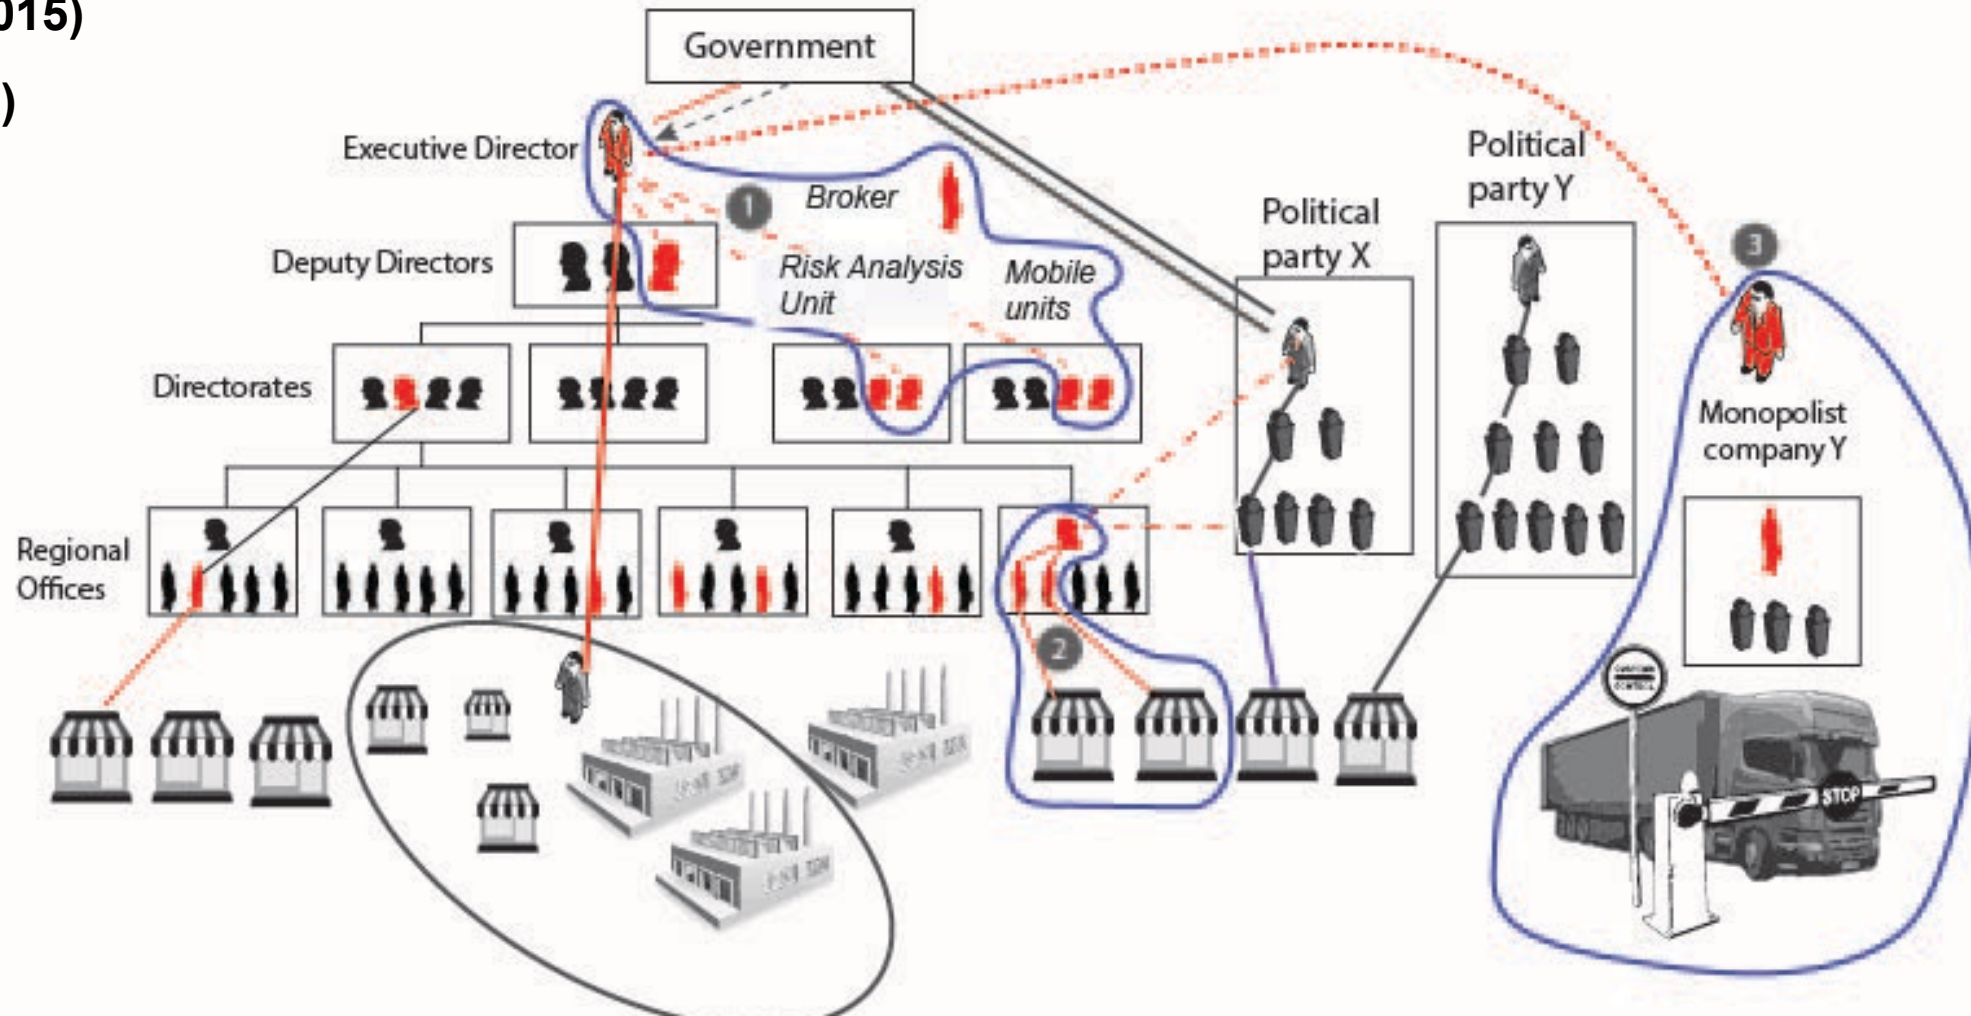 015)
)
Government
Executive Director
1
Broker
Political
party Y
Political
party X
3
Deputy Directors
Risk Analysis
Unit
Mobile
units
Directorates
Monopolist
company Y
Regional
Offices
2
STOP